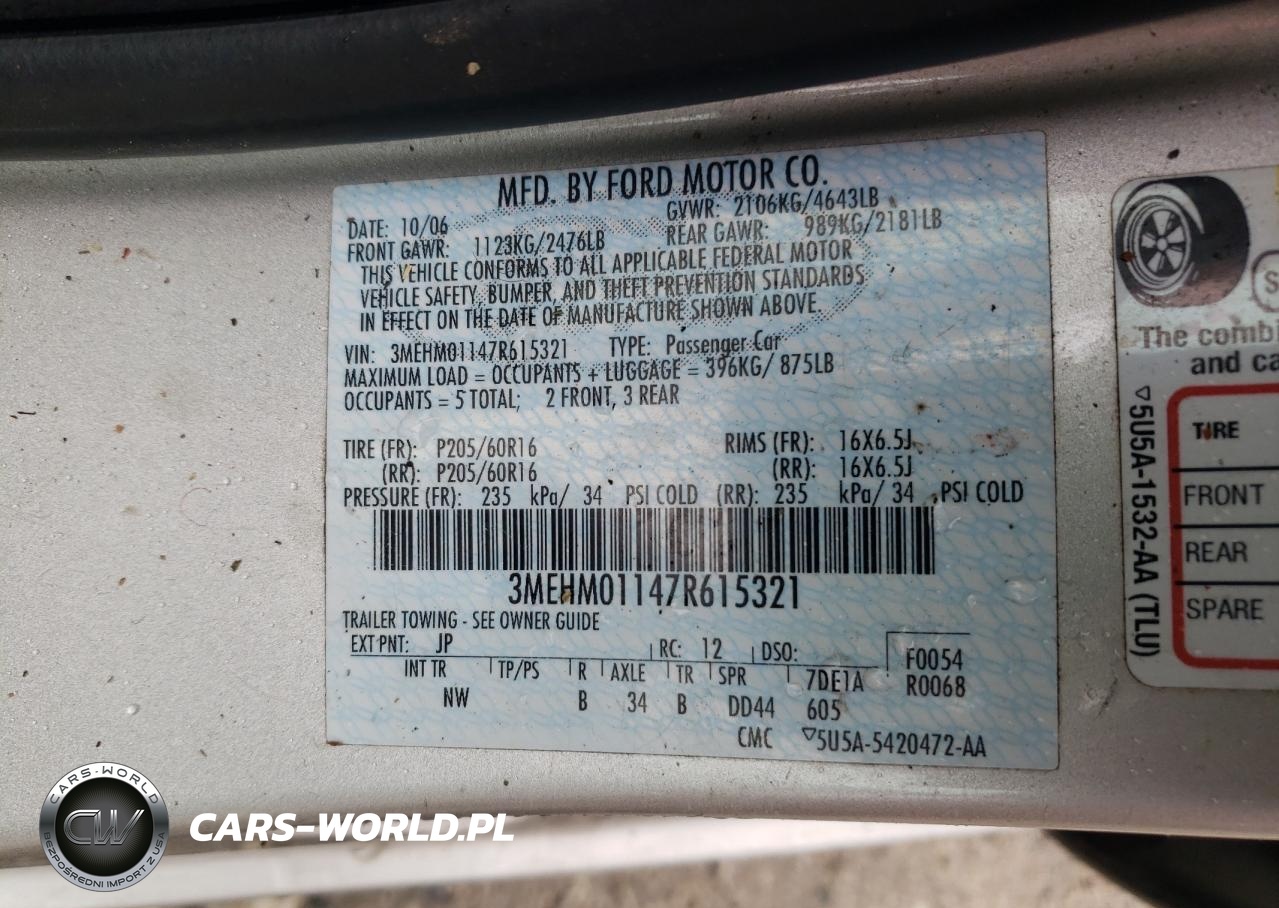 MFD. BY FORD MOTOR CO.
DATE: 10/06 GVWR: 2106KG/4643LB
FRONT GAWR: 1123KG/2476LB REAR GAWR: 989KG/2181LB
THIS VEHICLE CONFORMS TO ALL APPLICABLE FEDERAL MOTOR
VEHICLE SAFETY, BUMPER, AND THEFT PREVENTION STANDARDS
IN EFFECT ON THE DATE OF MANUFACTURE SHOWN ABOVE.
VIN: 3MEHM01147R615321 TYPE: Passenger Car
MAXIMUM LOAD = OCCUPANTS + LUGGAGE = 396KG/ 875LB
OCCUPANTS = 5 TOTAL; 2 FRONT, 3 REAR
TIRE (FR): P205/60R16 RIMS (FR): 16X6.5J
(RR): P205/60R16 (RR): 16X6.5J
PRESSURE (FR): 235 kPa/ 34 PSI COLD (RR): 235 kPa/ 34 PSI COLD
3MEHM01147R615321
TRAILER TOWING - SEE OWNER GUIDE
EXT PNT: JP RC: 12 DSO: F0054
INT TR TP/PS R AXLE TR SPR 7DE1A R0068
NW B 34 B DD44 605
CMC ▽5U5A-5420472-AA
The comb
and ca
▽5U5A-1532-AA (TLU)
TIRE
FRONT
REAR
SPARE
CARS-WORLD
CW
BEZPOŚREDNI IMPORT Z USA
CARS-WORLD.PL